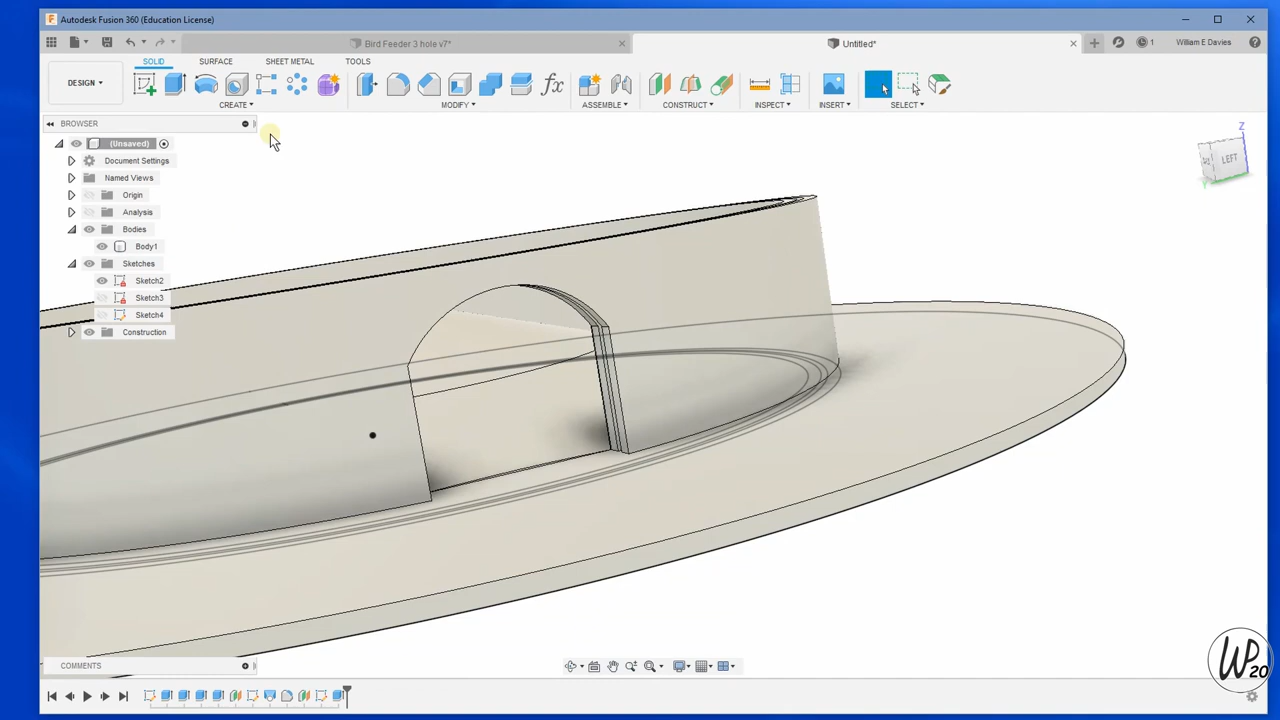 Autodesk Fusion 360 (Education License)
Bird Feeder 3 hole v7*
Untitled*
1
William E Davies
SOLID
SURFACE
SHEET METAL
TOOLS
DESIGN
fx
CREATE
MODIFY
ASSEMBLE
CONSTRUCT
INSPECT
INSERT
SELECT
BROWSER
(Unsaved)
Document Settings
Named Views
Origin
Analysis
Bodies
Body1
Sketches
Sketch2
Sketch3
Sketch4
Construction
Z
LEFT
COMMENTS
WP
20